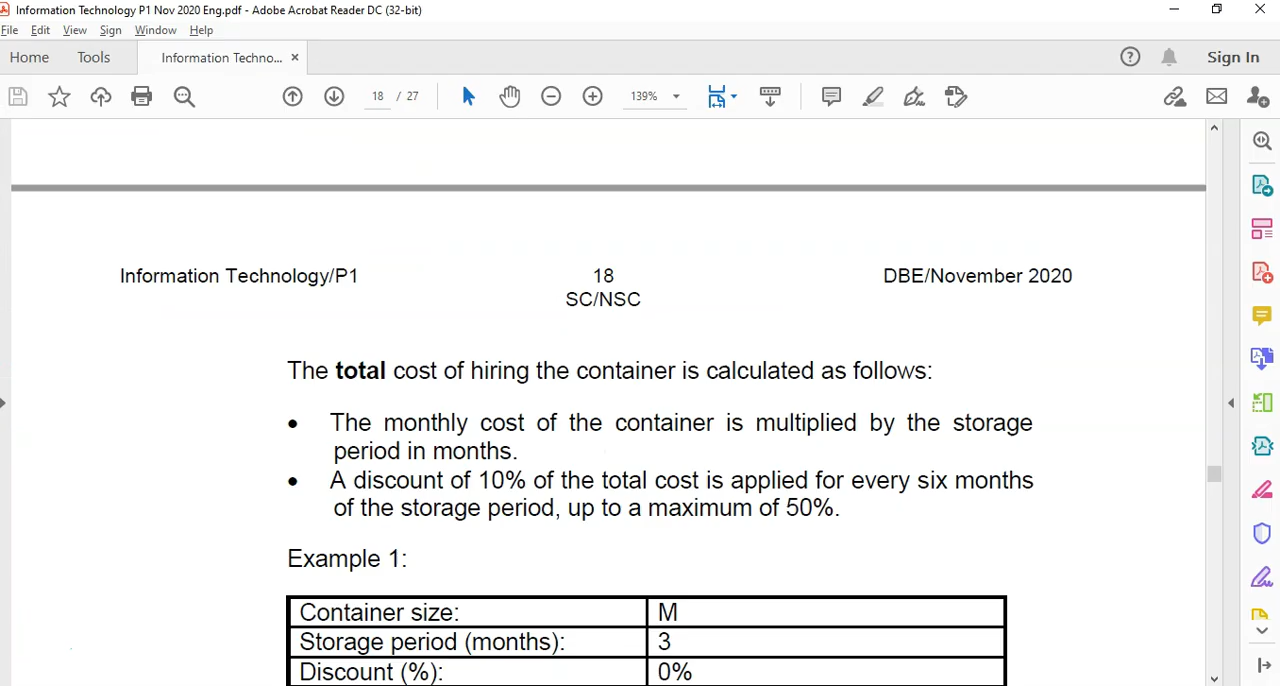 Information Technology P1 Nov 2020 Eng.pdf - Adobe Acrobat Reader DC (32-bit)
File Edit View Sign Window Help
Home Tools Information Techno... × Sign In
18 / 27 139%
Information Technology/P1 18 DBE/November 2020
SC/NSC
The total cost of hiring the container is calculated as follows:
• The monthly cost of the container is multiplied by the storage
period in months.
• A discount of 10% of the total cost is applied for every six months
of the storage period, up to a maximum of 50%.
Example 1:
Container size: M
Storage period (months): 3
Discount (%): 0%